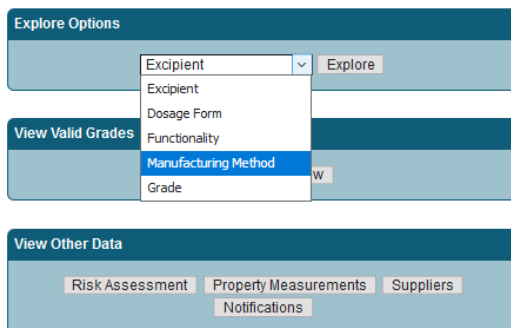 Explore Options
Excipient Explore
Excipient
Dosage Form
View Valid Grades
Functionality
Manufacturing Method
Grade
View Other Data
Risk Assessment Property Measurements Suppliers
Notifications